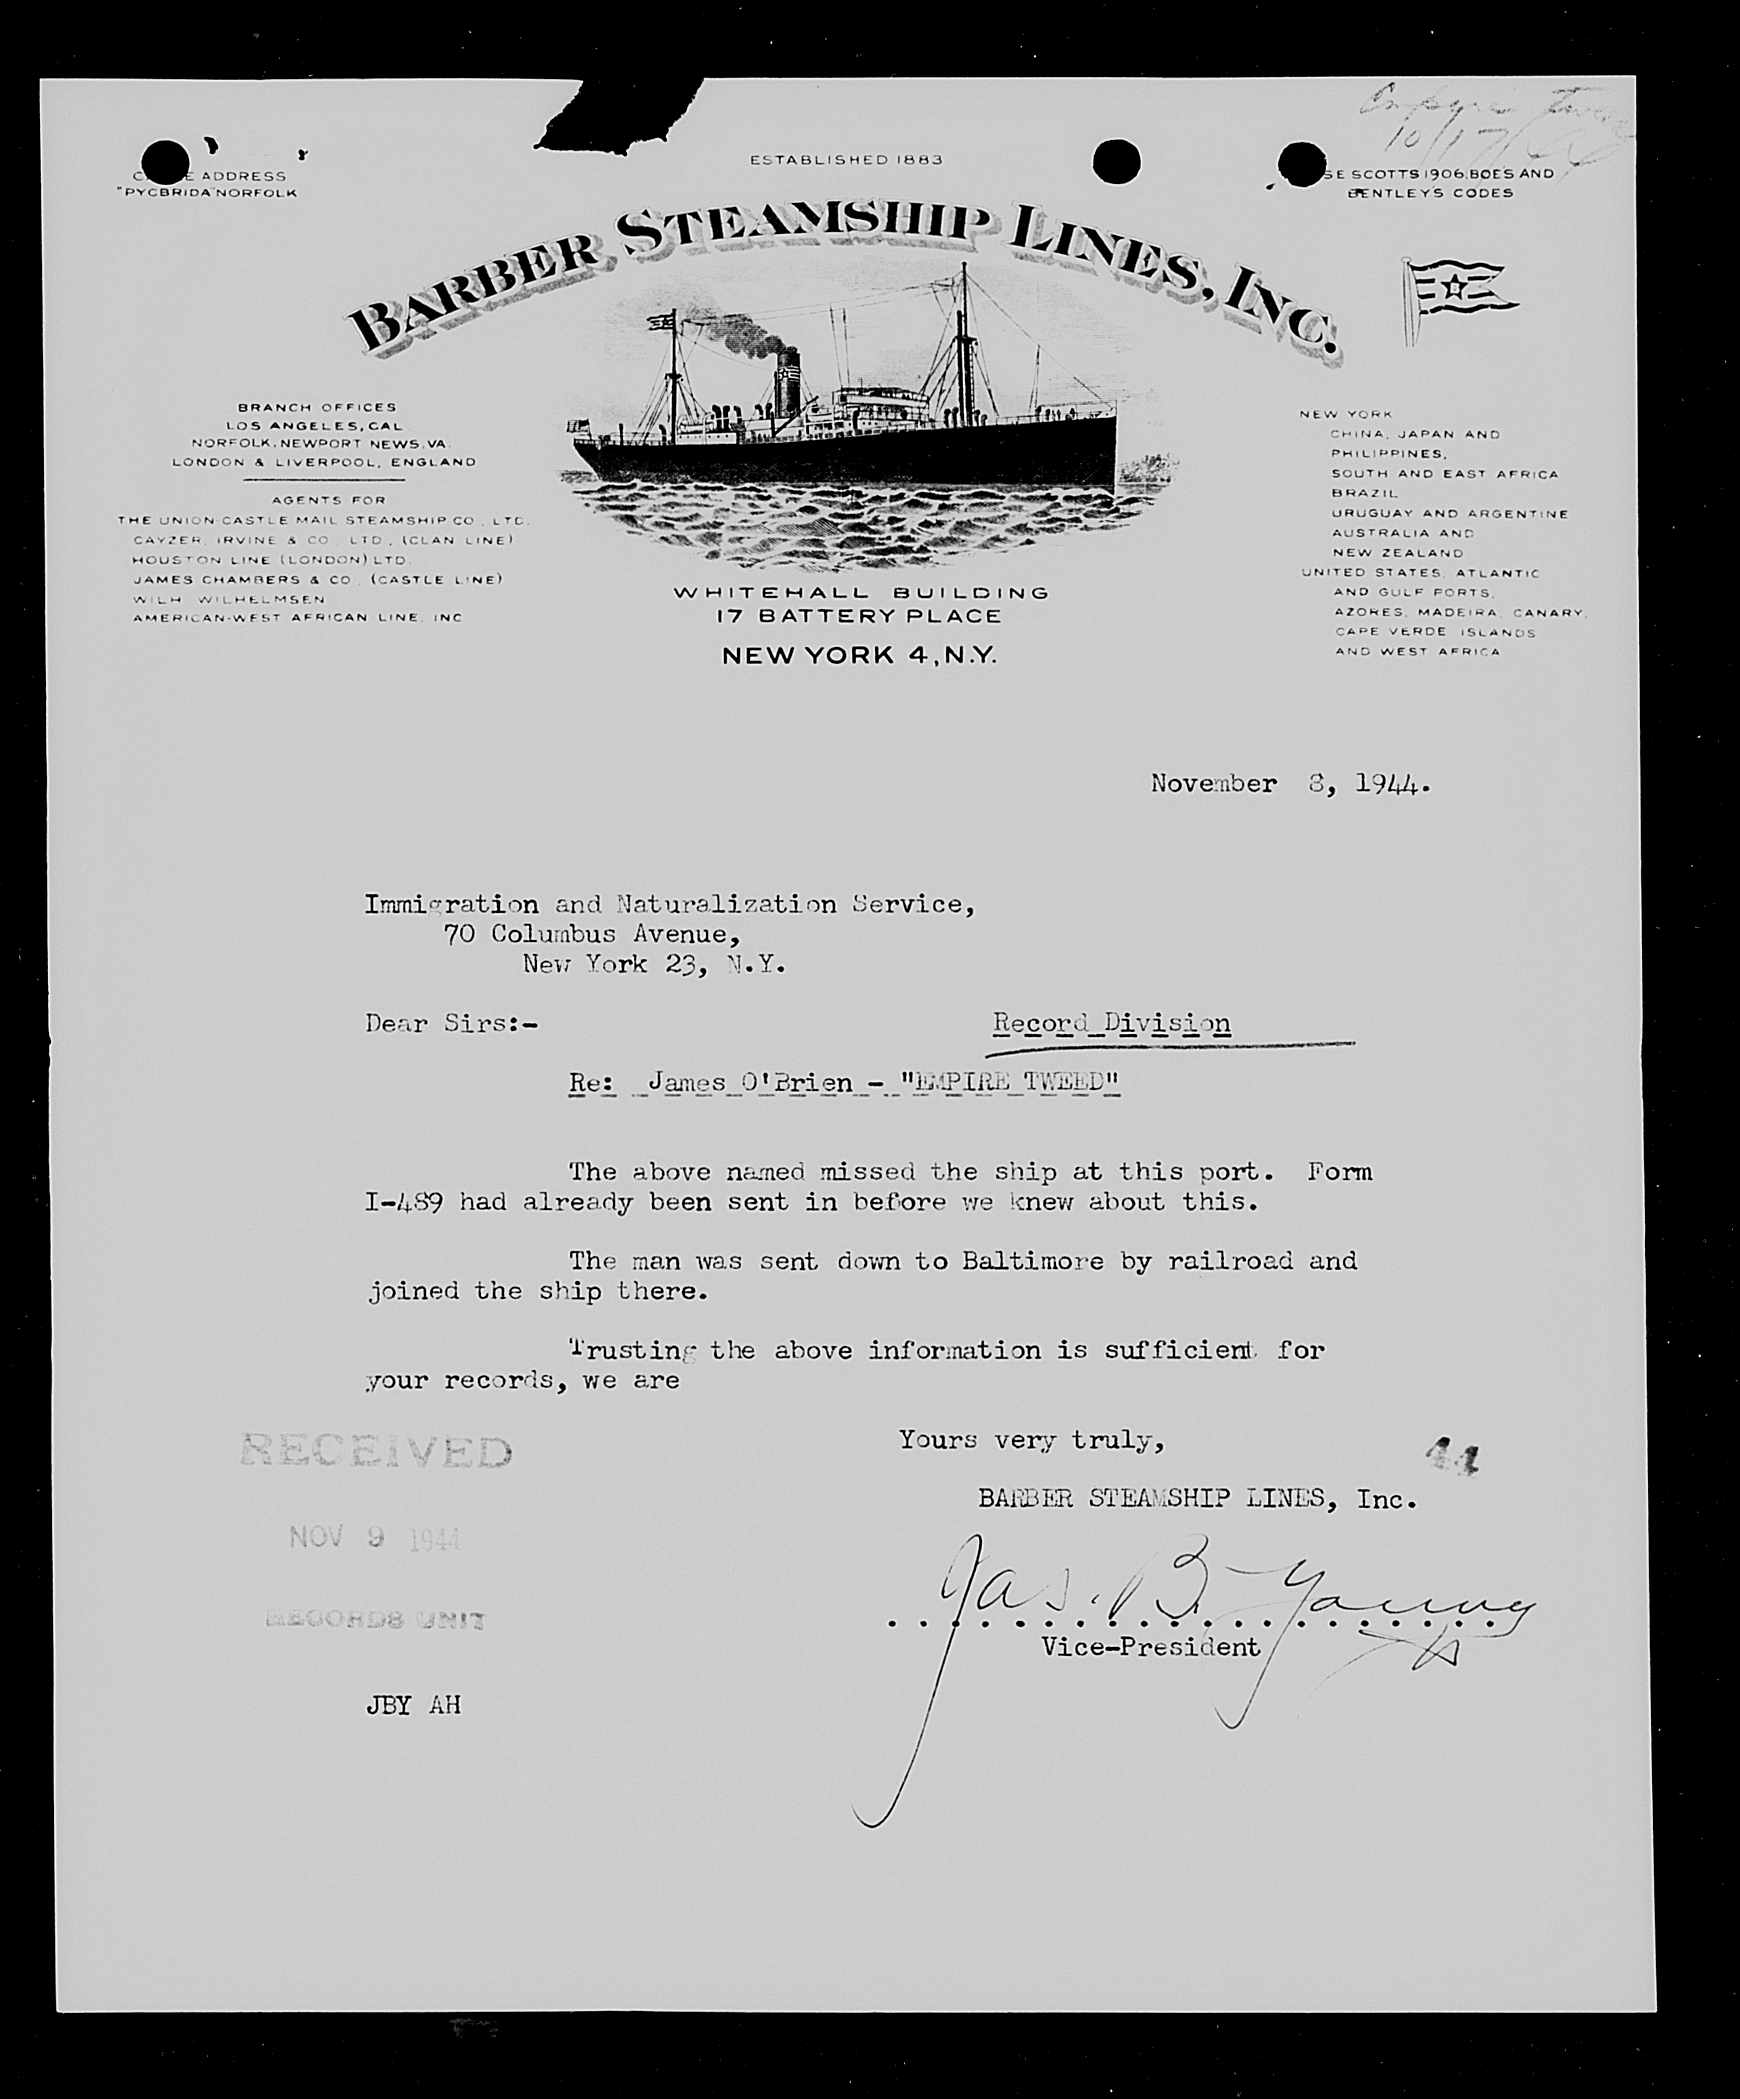 Empire Tweed
10/17/44
ESTABLISHED 1883
ADDRESS
"PYCBRIDA" NORFOLK
SCOTTS 1906, BOES AND
BENTLEYS CODES
BARBER STEAMSHIP LINES, INC.
BRANCH OFFICES
LOS ANGELES, CAL.
NORFOLK, NEWPORT NEWS, VA.
LONDON & LIVERPOOL, ENGLAND
AGENTS FOR
THE UNION-CASTLE MAIL STEAMSHIP CO., LTD.
CAYZER, IRVINE & CO., LTD., (CLAN LINE)
HOUSTON LINE (LONDON) LTD.
JAMES CHAMBERS & CO. (CASTLE LINE)
WILH. WILHELMSEN
AMERICAN-WEST AFRICAN LINE, INC.
NEW YORK
CHINA, JAPAN AND
PHILIPPINES,
SOUTH AND EAST AFRICA
BRAZIL
URUGUAY AND ARGENTINE
AUSTRALIA AND
NEW ZEALAND
UNITED STATES, ATLANTIC
AND GULF PORTS,
AZORES, MADEIRA, CANARY,
CAPE VERDE ISLANDS
AND WEST AFRICA
WHITEHALL BUILDING
17 BATTERY PLACE
NEW YORK 4, N.Y.
November 8, 1944.
Immigration and Naturalization Service,
70 Columbus Avenue,
New York 23, N.Y.
Dear Sirs:-
Record Division
Re: James O'Brien - "EMPIRE TWEED"
The above named missed the ship at this port. Form
I-489 had already been sent in before we knew about this.
The man was sent down to Baltimore by railroad and
joined the ship there.
Trusting the above information is sufficient for
your records, we are
Yours very truly,
44
BARBER STEAMSHIP LINES, Inc.
Jas. B. Young
Vice-President
RECEIVED
NOV 9 1944
RECORDS UNIT
JBY AH